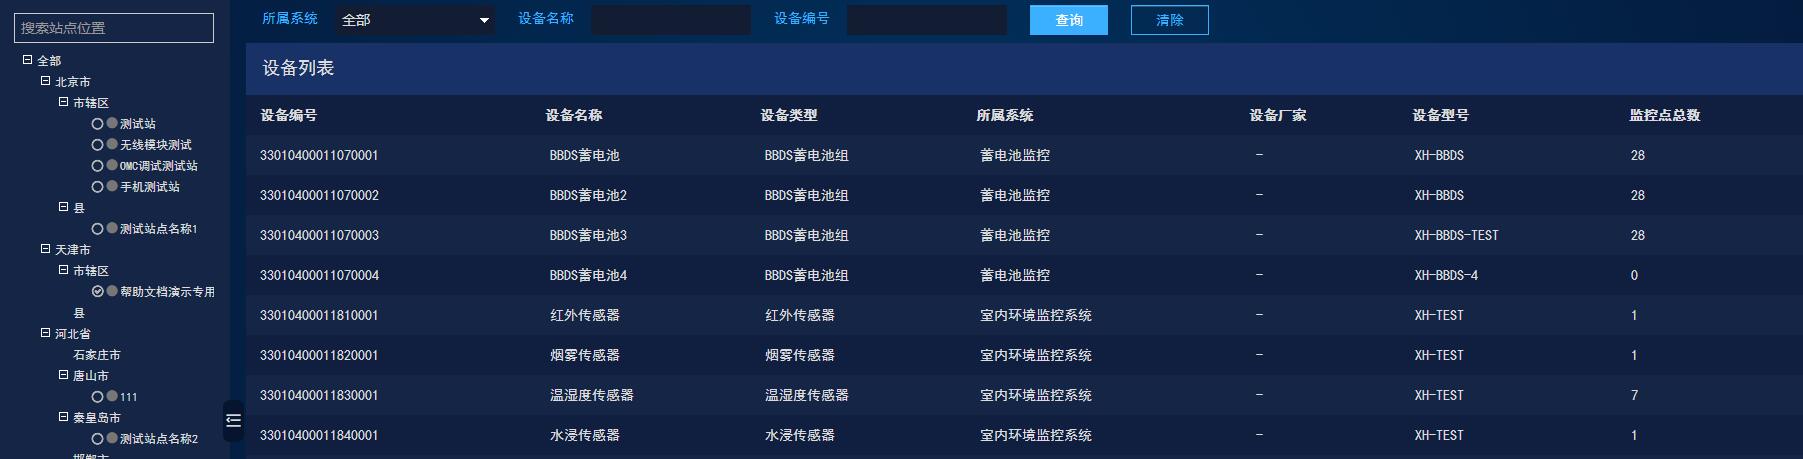 搜索站点位置
全部
北京市
市辖区
测试站
无线模块测试
OMC调试测试站
手机测试站
县
测试站点名称1
天津市
市辖区
帮助文档演示专用
县
河北省
石家庄市
唐山市
111
秦皇岛市
测试站点名称2
所属系统 全部 设备名称 设备编号 查询 清除
设备列表
设备编号 设备名称 设备类型 所属系统 设备厂家 设备型号 监控点总数
33010400011070001 BBDS蓄电池 BBDS蓄电池组 蓄电池监控 - XH-BBDS 28
33010400011070002 BBDS蓄电池2 BBDS蓄电池组 蓄电池监控 - XH-BBDS 28
33010400011070003 BBDS蓄电池3 BBDS蓄电池组 蓄电池监控 - XH-BBDS-TEST 28
33010400011070004 BBDS蓄电池4 BBDS蓄电池组 蓄电池监控 - XH-BBDS-4 0
33010400011810001 红外传感器 红外传感器 室内环境监控系统 - XH-TEST 1
33010400011820001 烟雾传感器 烟雾传感器 室内环境监控系统 - XH-TEST 1
33010400011830001 温湿度传感器 温湿度传感器 室内环境监控系统 - XH-TEST 7
33010400011840001 水浸传感器 水浸传感器 室内环境监控系统 - XH-TEST 1